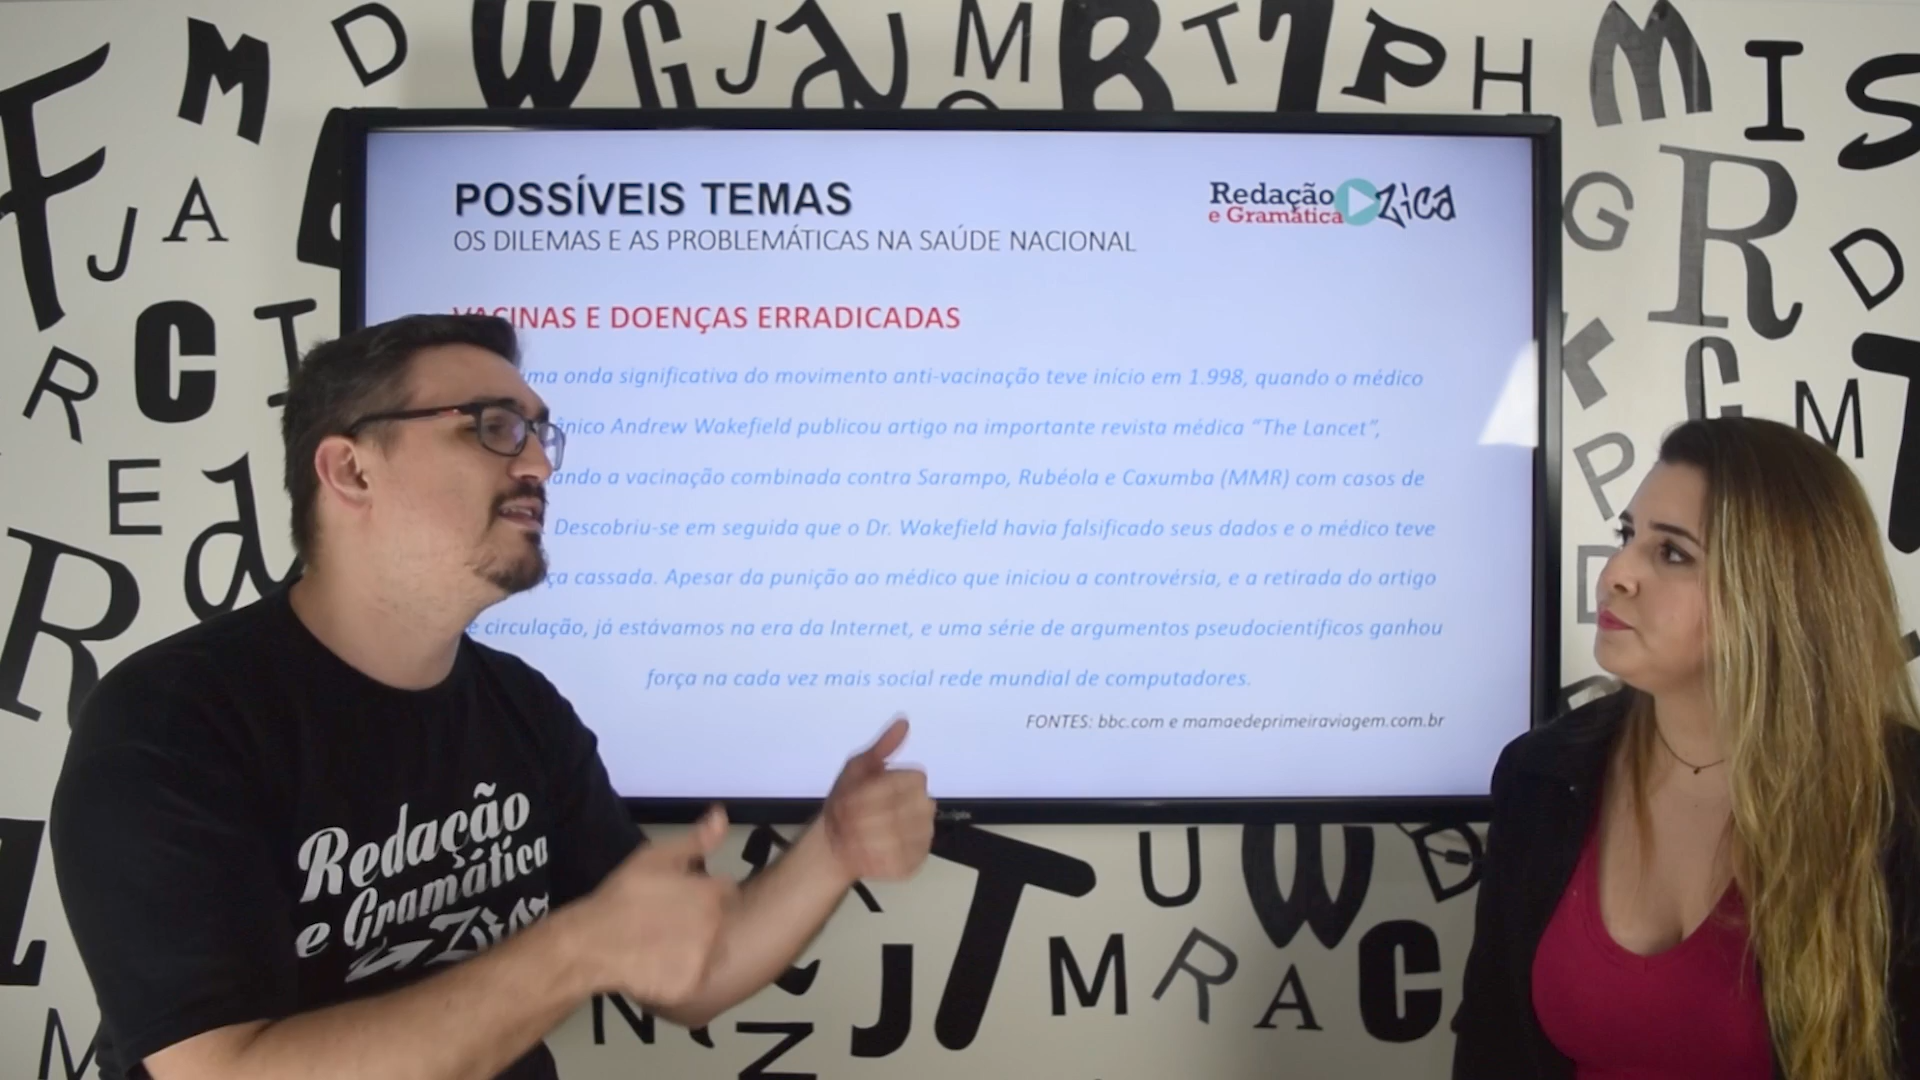 POSSÍVEIS TEMAS
OS DILEMAS E AS PROBLEMÁTICAS NA SAÚDE NACIONAL
Redação
e Gramática
Zica
VACINAS E DOENÇAS ERRADICADAS
uma onda significativa do movimento anti-vacinação teve início em 1.998, quando o médico
Andrew Wakefield publicou artigo na importante revista médica “The Lancet”,
a vacinação combinada contra Sarampo, Rubéola e Caxumba (MMR) com casos de
Descobriu-se em seguida que o Dr. Wakefield havia falsificado seus dados e o médico teve
cassada. Apesar da punição ao médico que iniciou a controvérsia, e a retirada do artigo
de circulação, já estávamos na era da Internet, e uma série de argumentos pseudocientíficos ganhou
força na cada vez mais social rede mundial de computadores.
FONTES: bbc.com e mamaedeprimeiraviagem.com.br
Redação
e Gramática
Zica